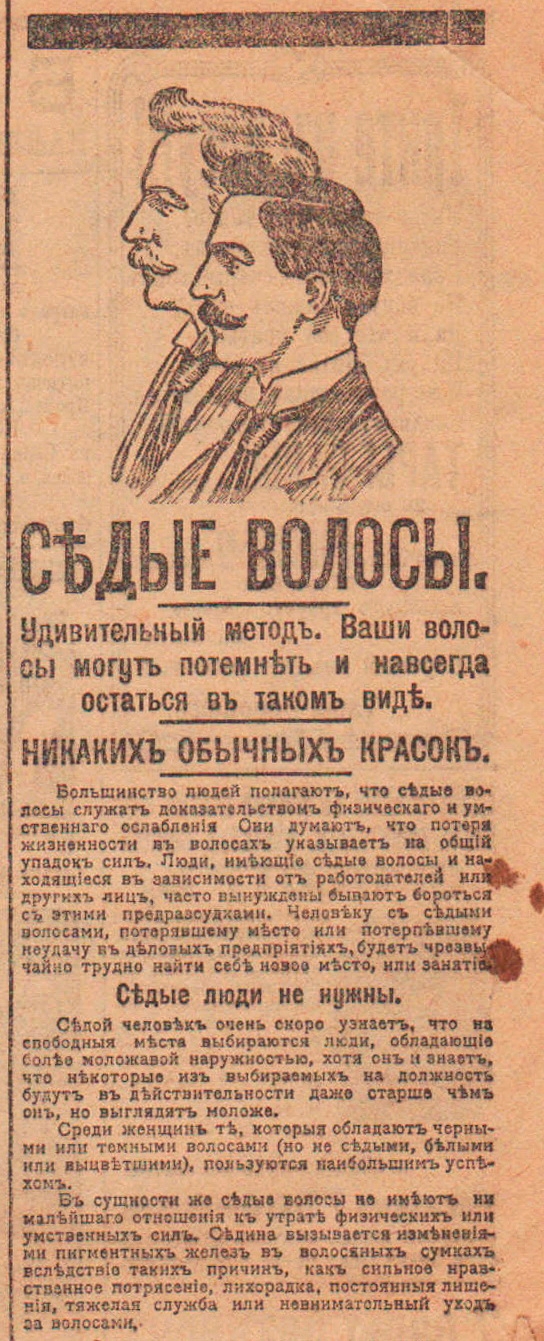 СѢДЫЕ ВОЛОСЫ.
Удивительный методъ. Ваши воло-
сы могутъ потемнѣть и навсегда
остаться въ такомъ видѣ.
НИКАКИХЪ ОБЫЧНЫХЪ КРАСОКЪ.
Большинство людей полагаютъ, что сѣдые во-
лосы служатъ доказательствомъ физическаго и ум-
ственнаго ослабленія Они думаютъ, что потеря
жизненности въ волосахъ указываетъ на общій
упадокъ силъ. Люди, имѣющіе сѣдые волосы и на-
ходящіеся въ зависимости отъ работодателей или
другихъ лицъ, часто вынуждены бываютъ бороться
съ этими предразсудками. Человѣку съ сѣдыми
волосами, потерявшему мѣсто или потерпѣвшему
неудачу въ дѣловыхъ предпріятіяхъ, будетъ чрезвы-
чайно трудно найти себѣ новое мѣсто, или занятіе.
Сѣдые люди не нужны.
Сѣдой человѣкъ очень скоро узнаетъ, что на
свободныя мѣста выбираются люди, обладающіе
болѣе моложавой наружностью, хотя онъ и знаетъ,
что нѣкоторые изъ выбираемыхъ на должность
будутъ въ дѣйствительности даже старше чѣмъ
онъ, но выглядятъ моложе.
Среди женщинъ тѣ, которыя обладаютъ черны-
ми или темными волосами (но не сѣдыми, бѣлыми
или выцвѣтшими), пользуются наибольшимъ успѣ-
хомъ.
Въ сущности же сѣдые волосы не имѣютъ ни
малѣйшаго отношенія къ утратѣ физическихъ или
умственныхъ силъ. Сѣдина вызывается измѣненія-
ми пигментныхъ железъ въ волосяныхъ сумкахъ
вслѣдствіе такихъ причинъ, какъ сильное нрав-
ственное потрясеніе, лихорадка, постоянныя лише-
нія, тяжелая служба или невнимательный уходъ
за волосами.